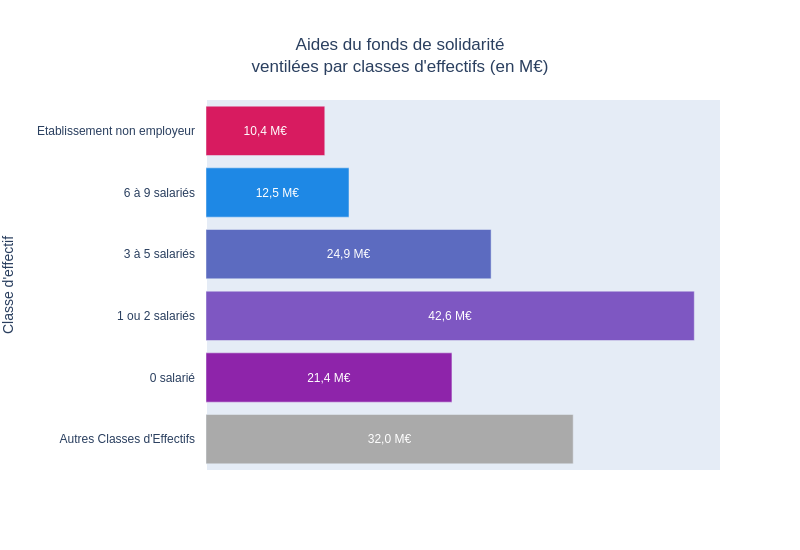 Aides du fonds de solidarité
ventilées par classes d'effectifs (en M€)
Classe d'effectif
Etablissement non employeur
10,4 M€
6 à 9 salariés
12,5 M€
3 à 5 salariés
24,9 M€
1 ou 2 salariés
42,6 M€
0 salarié
21,4 M€
Autres Classes d'Effectifs
32,0 M€